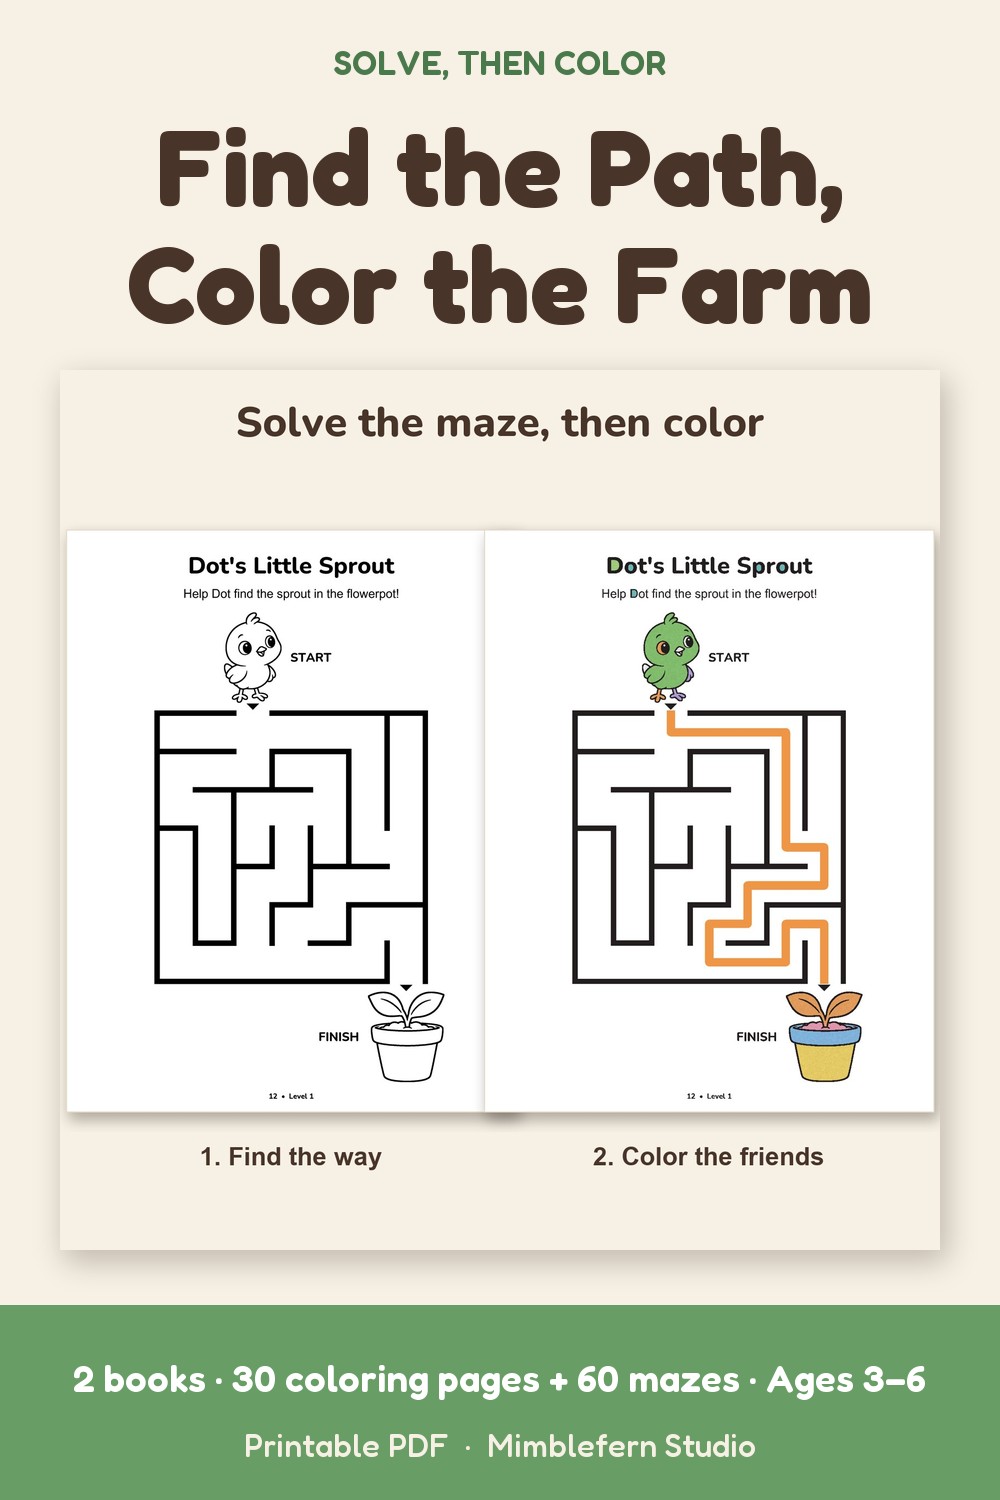 SOLVE, THEN COLOR
Find the Path,
Color the Farm
Solve the maze, then color
Dot's Little Sprout
Help Dot find the sprout in the flowerpot!
START
FINISH
12 • Level 1
Dot's Little Sprout
Help Dot find the sprout in the flowerpot!
START
FINISH
12 • Level 1
1. Find the way
2. Color the friends
2 books · 30 coloring pages + 60 mazes · Ages 3–6
Printable PDF · Mimblefern Studio